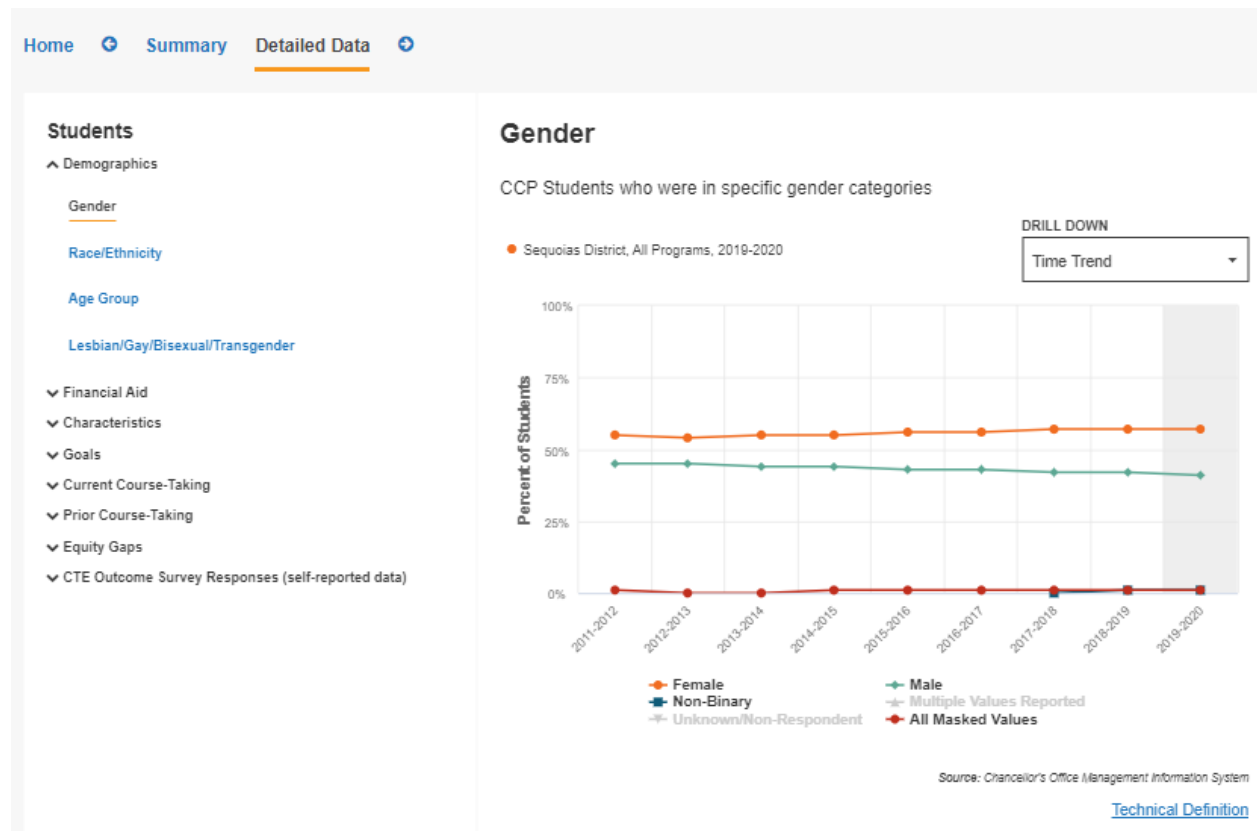 Home Summary Detailed Data
Students
Demographics
Gender
Race/Ethnicity
Age Group
Lesbian/Gay/Bisexual/Transgender
Financial Aid
Characteristics
Goals
Current Course-Taking
Prior Course-Taking
Equity Gaps
CTE Outcome Survey Responses (self-reported data)
Gender
CCP Students who were in specific gender categories
DRILL DOWN
Sequoias District, All Programs, 2019-2020
Time Trend
Percent of Students
100%
75%
50%
25%
0%
2011-2012 2012-2013 2013-2014 2014-2015 2015-2016 2016-2017 2017-2018 2018-2019 2019-2020
Female Male
Non-Binary Multiple Values Reported
Unknown/Non-Respondent All Masked Values
Source: Chancellor's Office Management Information System
Technical Definition